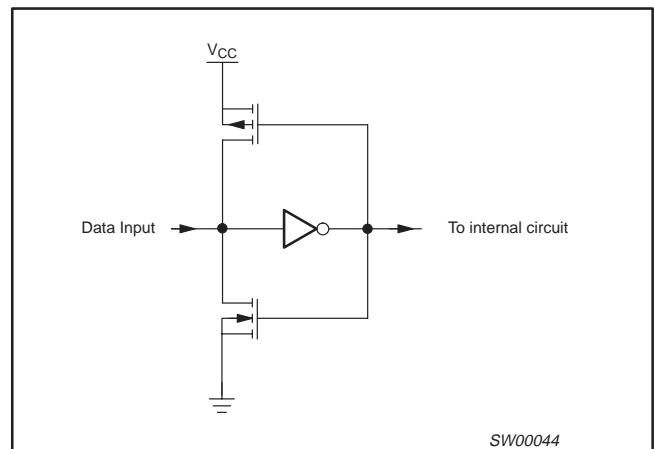 VCC
Data Input
To internal circuit
SW00044